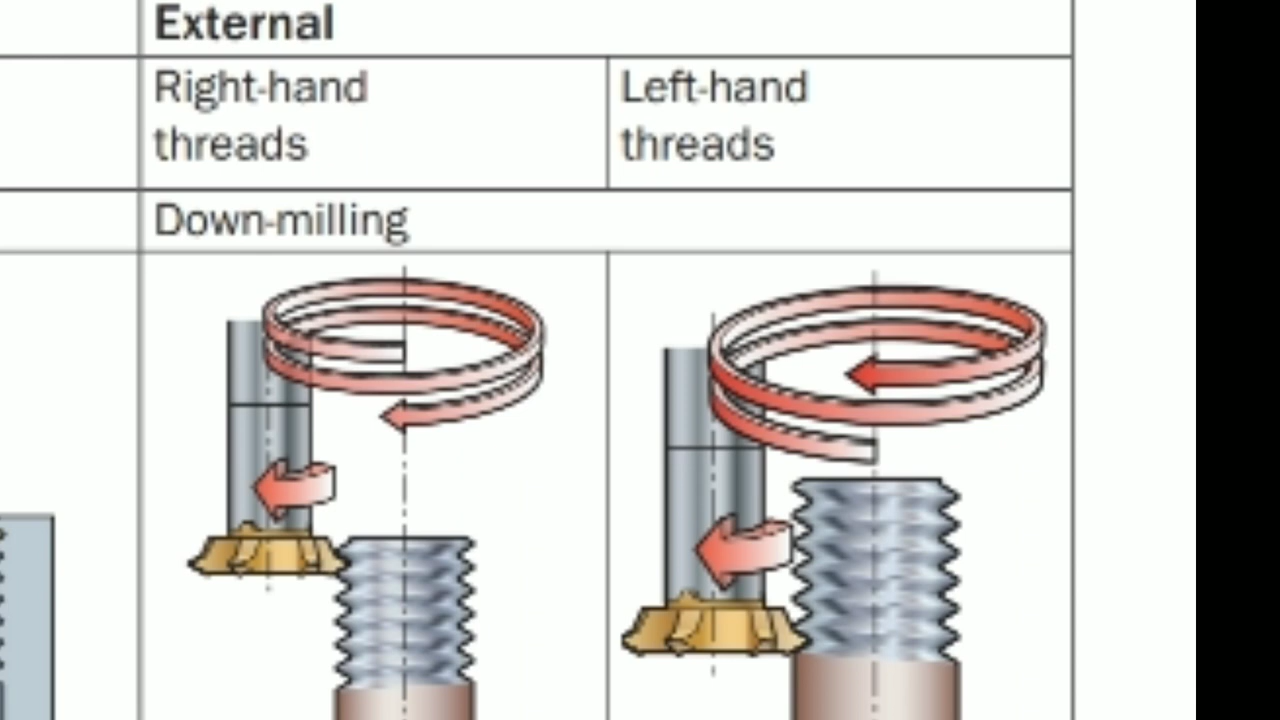 External
Right-hand
threads
Left-hand
threads
Down-milling